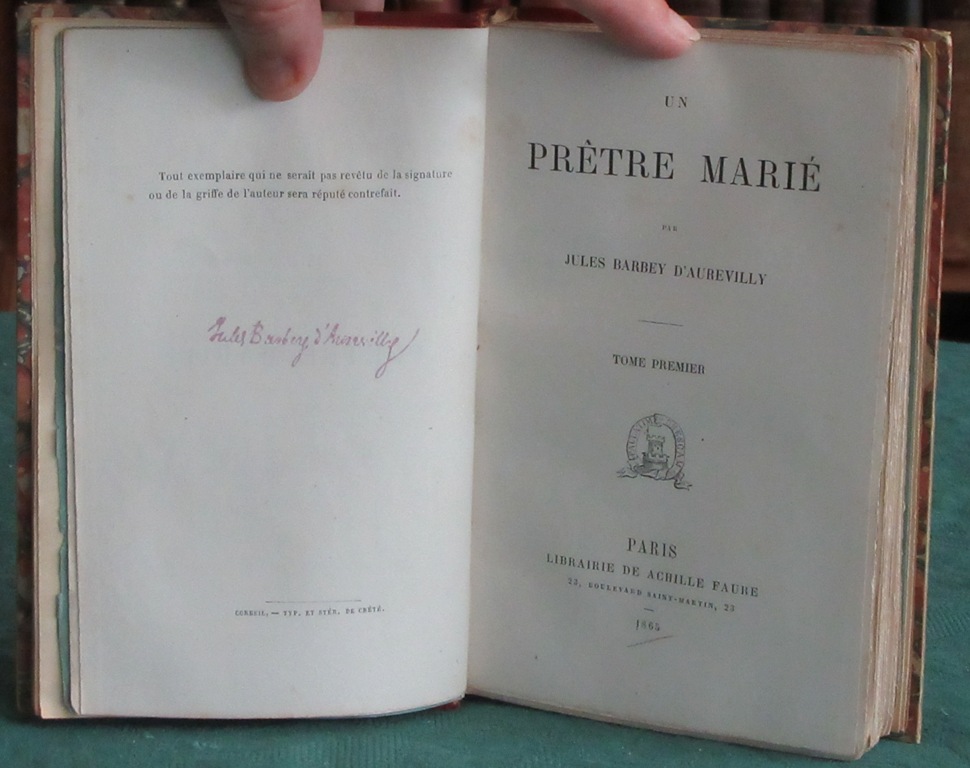 Tout exemplaire qui ne serait pas revêtu de la signature
ou de la griffe de l'auteur sera réputé contrefait.
Jules Barbey d'Aurevilly
CORBEIL, — TYP. ET STÉR. DE CRÉTÉ.
UN
PRÊTRE MARIÉ
PAR
JULES BARBEY D'AUREVILLY
TOME PREMIER
PARIS
LIBRAIRIE DE ACHILLE FAURE
23, BOULEVARD SAINT-MARTIN, 23
1865